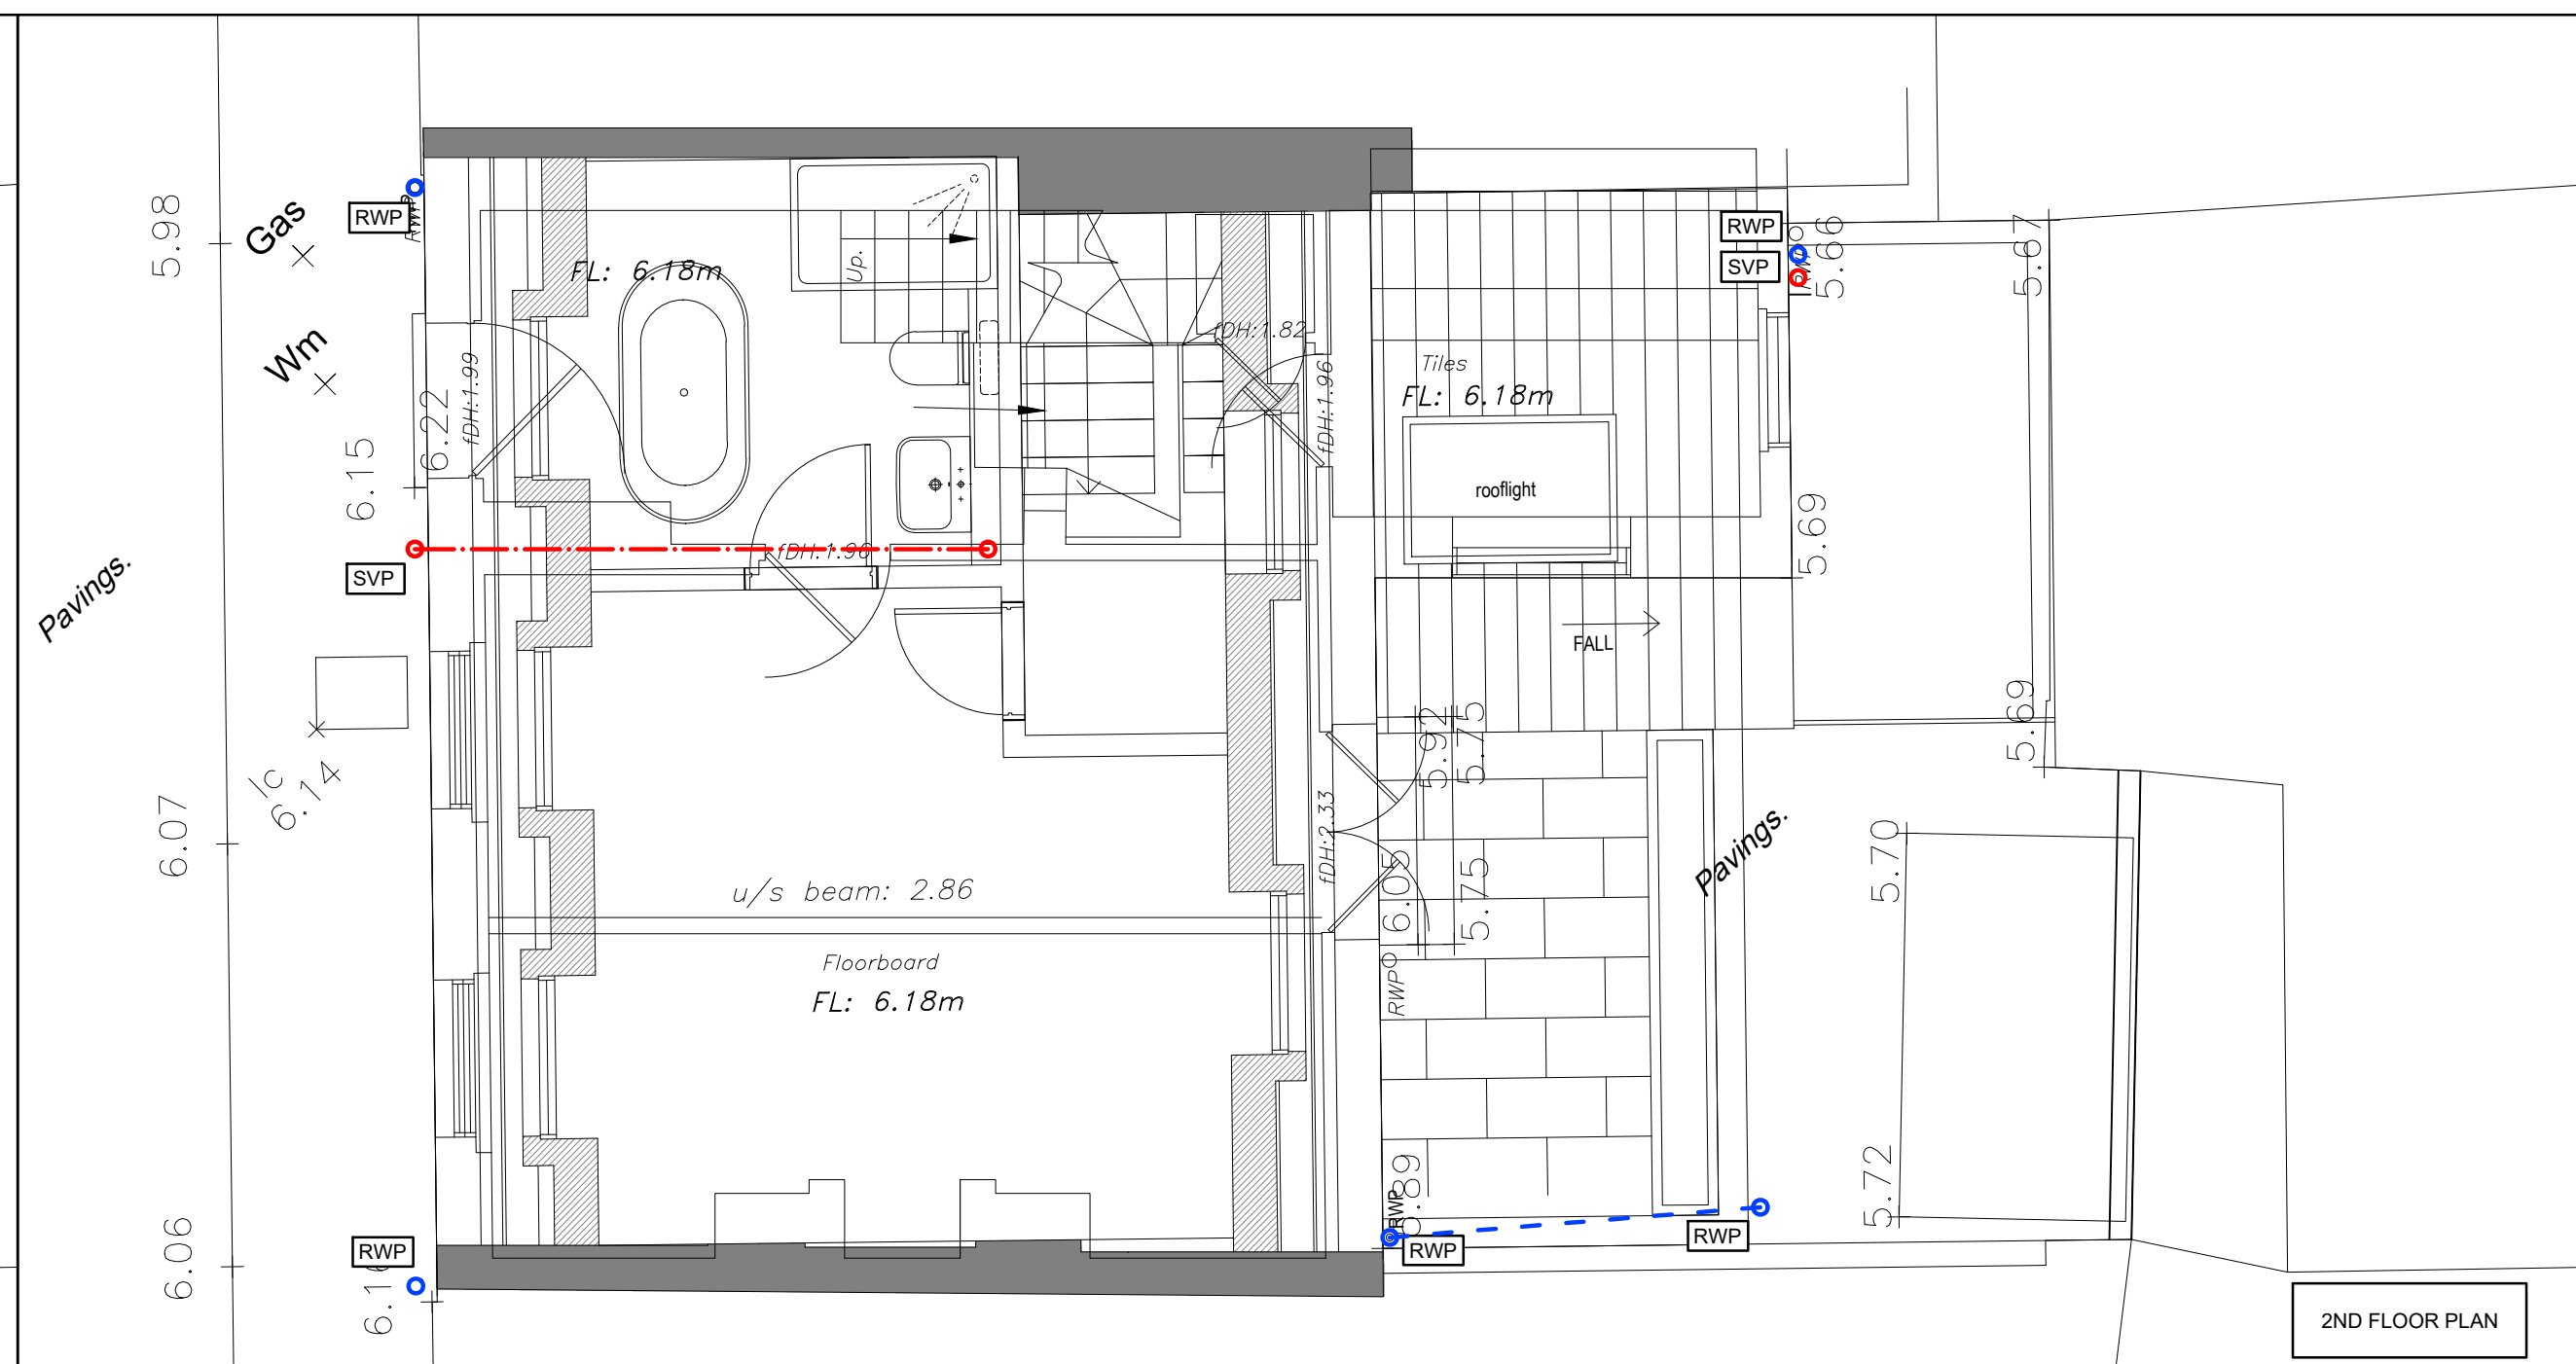 5.98
Gas
RWP
RWP
FL: 6.18m
Up.
RWP
SVP
5.66
5.67
Wm
fDH:1.99
6.22
6.15
fDH:1.82
fDH:1.96
Tiles
FL: 6.18m
rooflight
5.69
Pavings.
SVP
fDH:1.96
FALL
5.69
Ic
6.14
6.07
5.92
5.75
fDH:2.33
6.05
5.75
Pavings.
5.70
u/s beam: 2.86
Floorboard
FL: 6.18m
RWP
5.72
6.06
RWP
RWP
RWP
RWP
2ND FLOOR PLAN